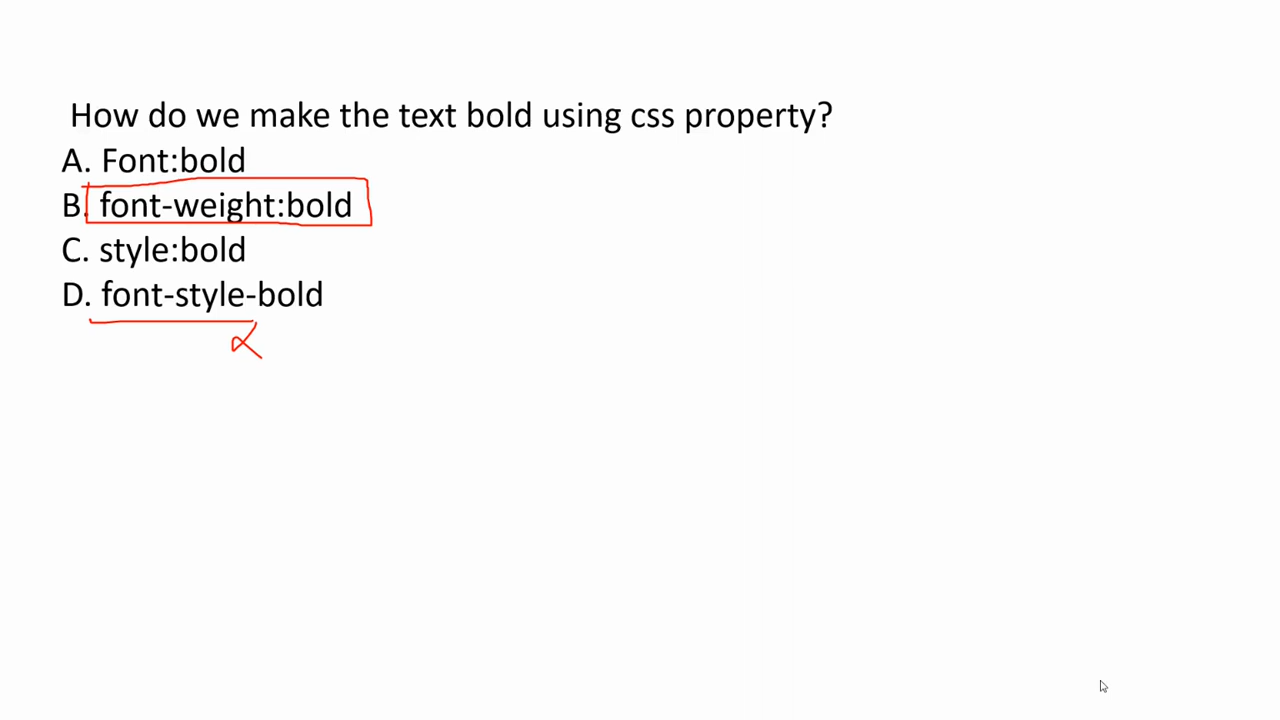 How do we make the text bold using css property?
A. Font:bold
B. font-weight:bold
C. style:bold
D. font-style-bold